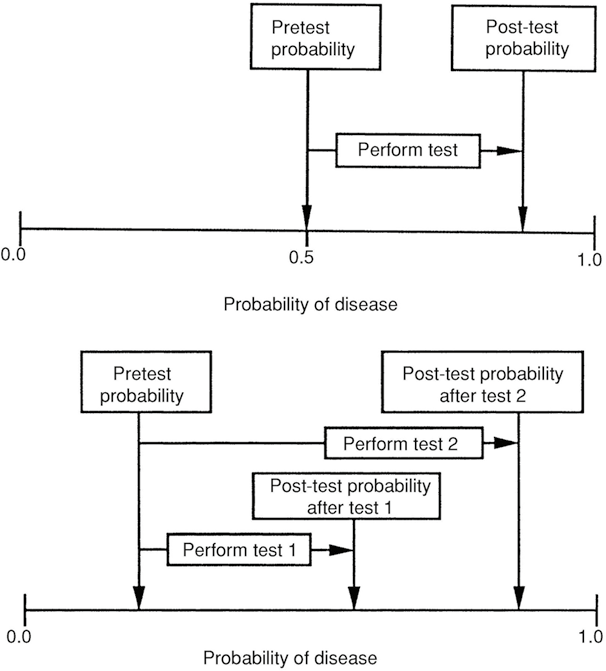 Pretest
probability
Post-test
probability
Perform test
0.0
0.5
1.0
Probability of disease
Pretest
probability
Post-test probability
after test 2
Perform test 2
Post-test probability
after test 1
Perform test 1
0.0
1.0
Probability of disease